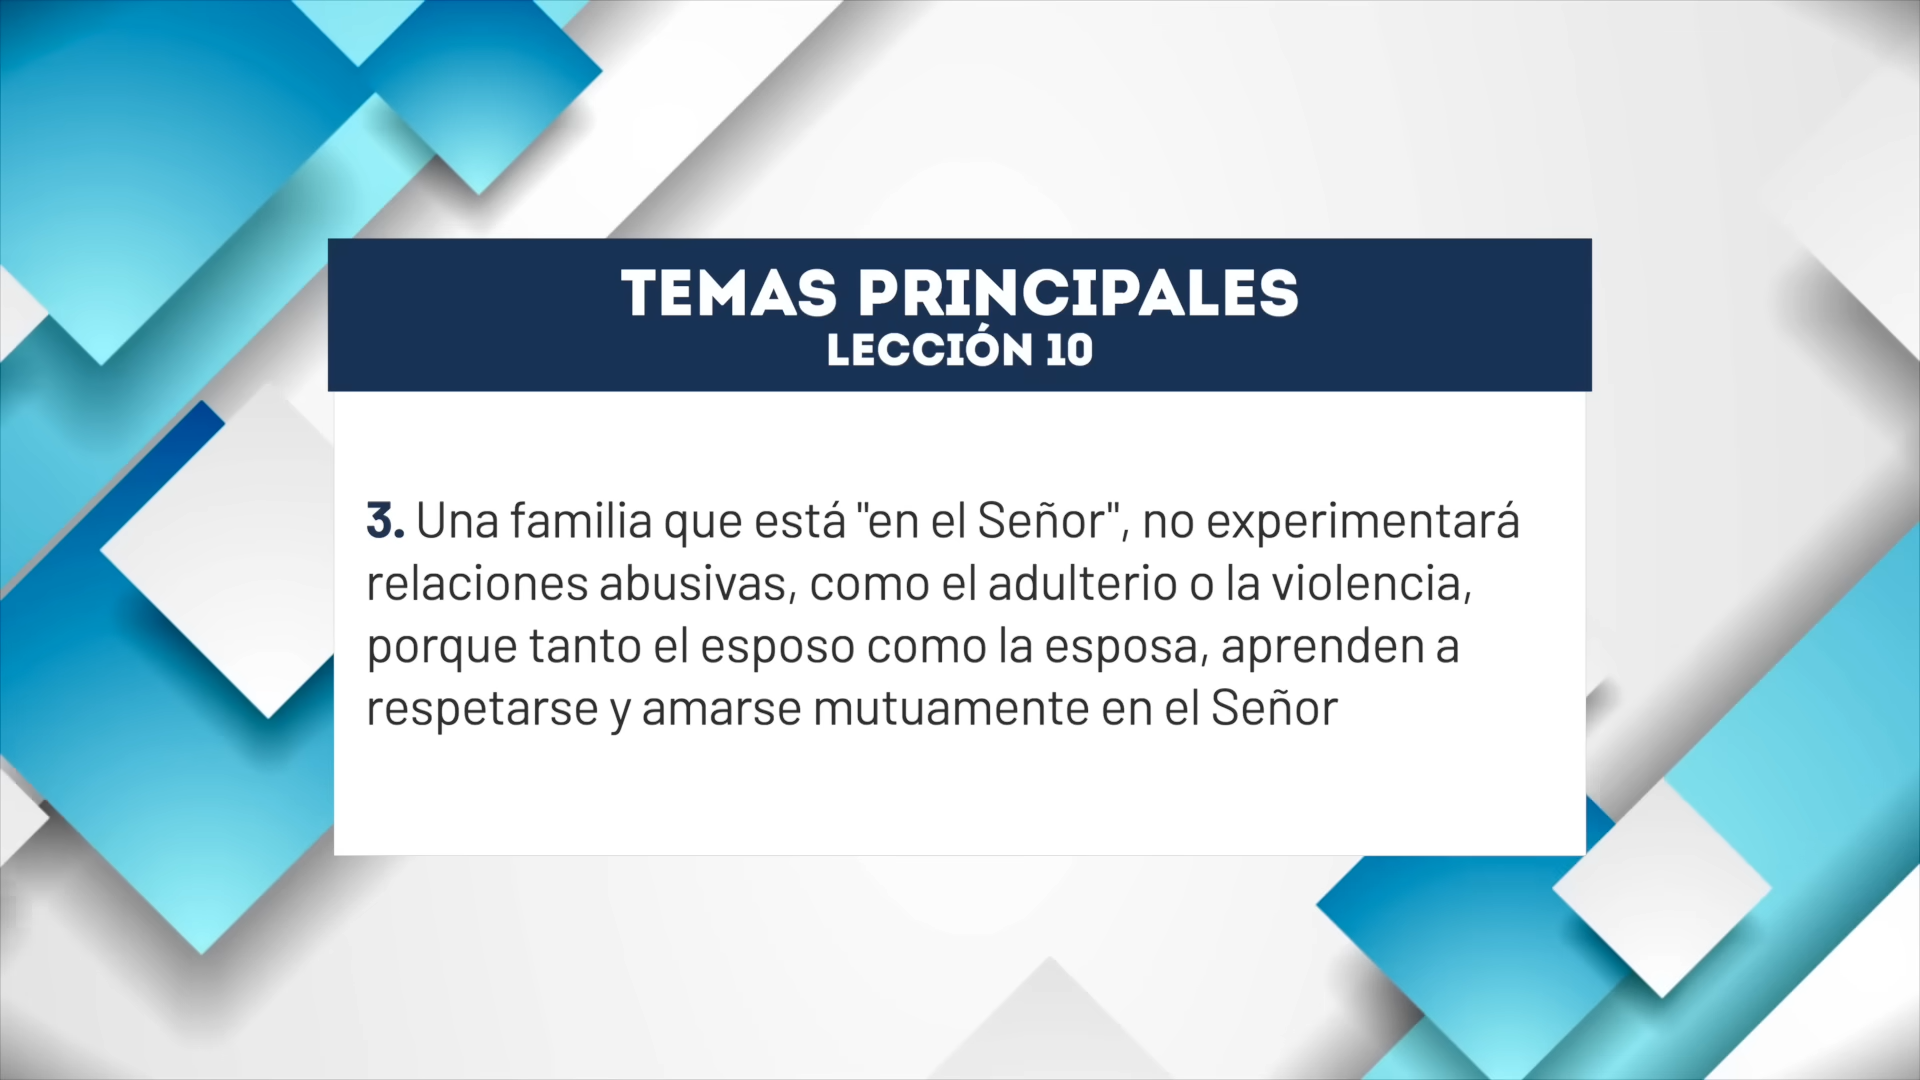 TEMAS PRINCIPALES
LECCIÓN 10
3. Una familia que está "en el Señor", no experimentará
relaciones abusivas, como el adulterio o la violencia,
porque tanto el esposo como la esposa, aprenden a
respetarse y amarse mutuamente en el Señor